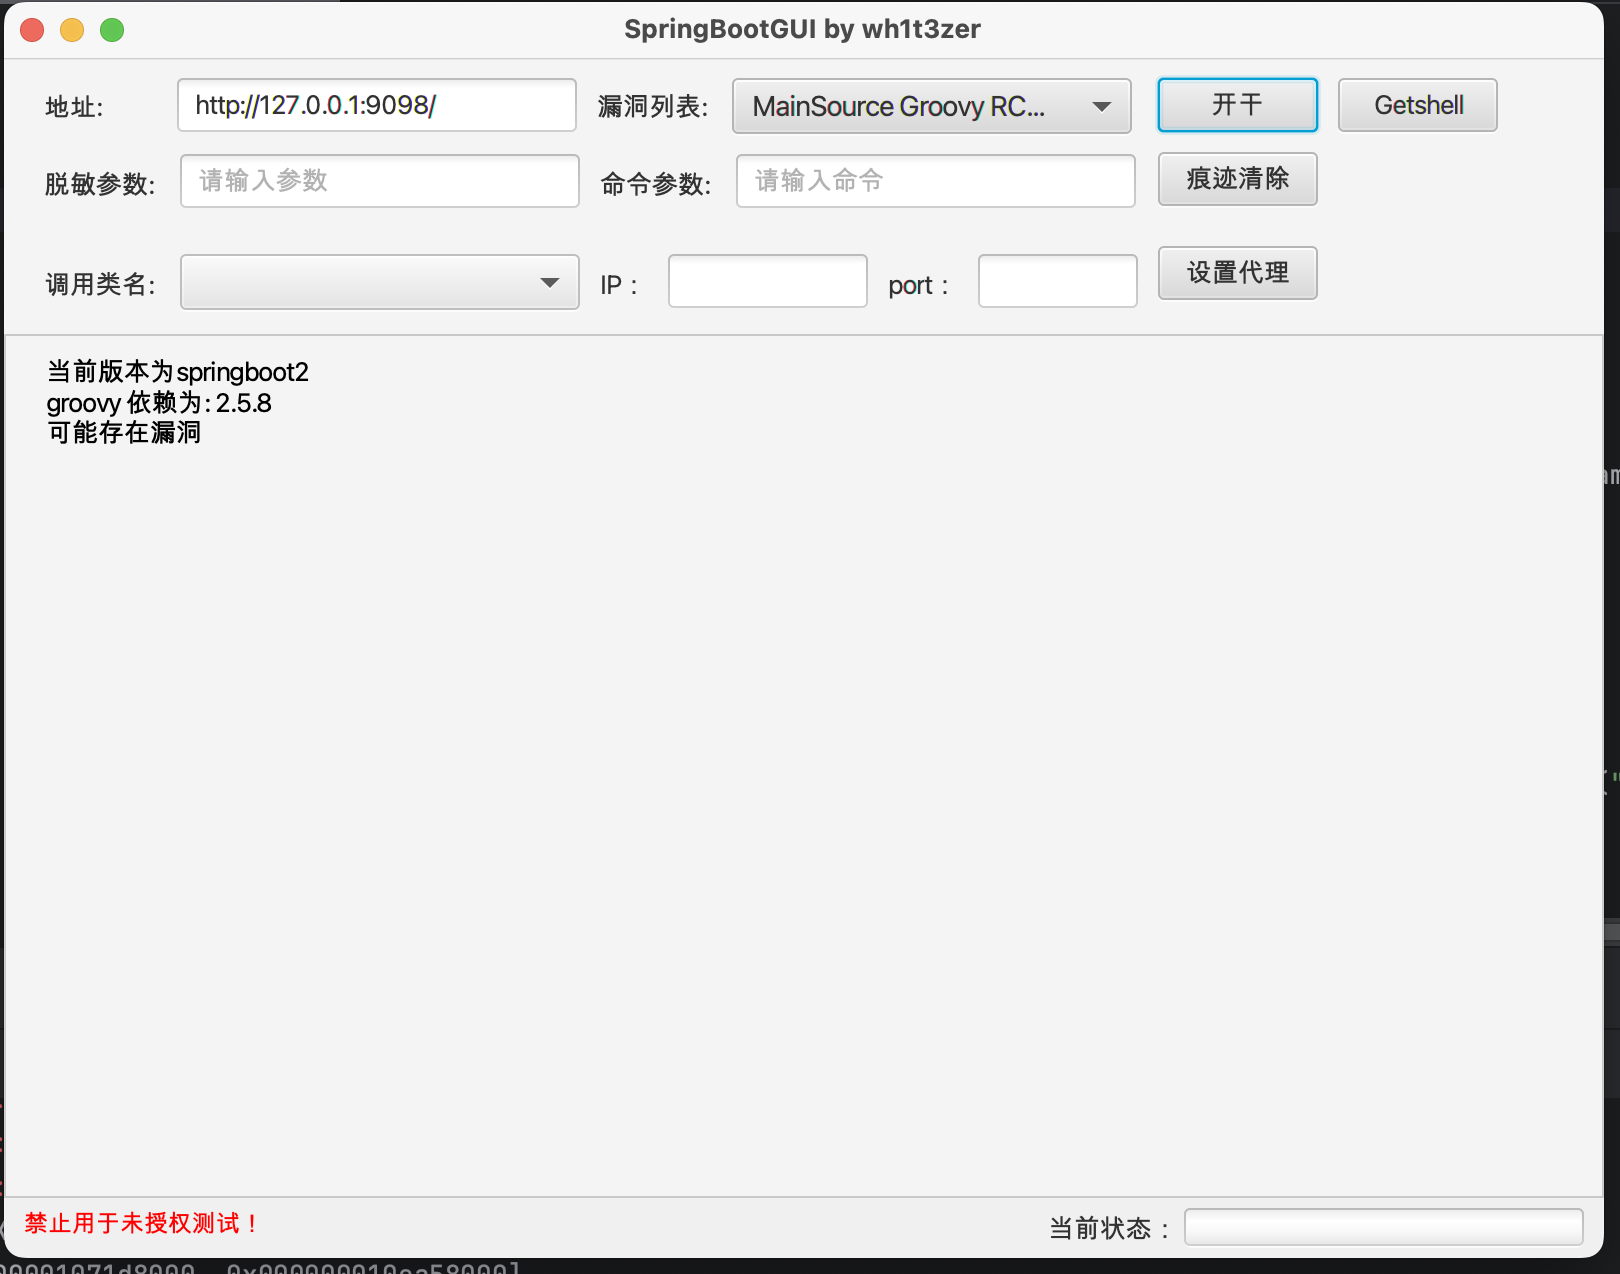 SpringBootGUI by wh1t3zer
地址: http://127.0.0.1:9098/ 漏洞列表: MainSource Groovy RC... 开干 Getshell
脱敏参数: 请输入参数 命令参数: 请输入命令 痕迹清除
调用类名: IP： port： 设置代理
当前版本为springboot2
groovy 依赖为: 2.5.8
可能存在漏洞
禁止用于未授权测试！
当前状态：